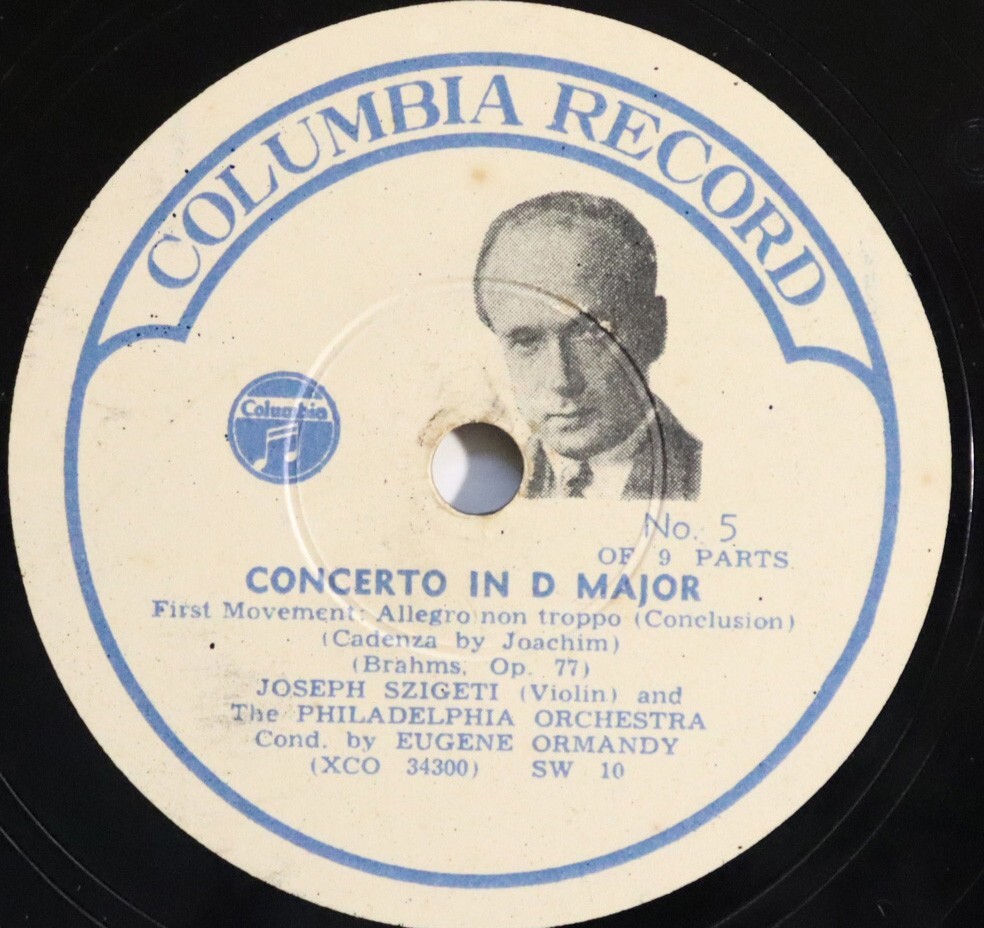 COLUMBIA RECORD
Columbia
No. 5
OF 9 PARTS
CONCERTO IN D MAJOR
First Movement: Allegro non troppo (Conclusion)
(Cadenza by Joachim)
(Brahms, Op. 77)
JOSEPH SZIGETI (Violin) and
The PHILADELPHIA ORCHESTRA
Cond. by EUGENE ORMANDY
(XCO 34300) SW 10